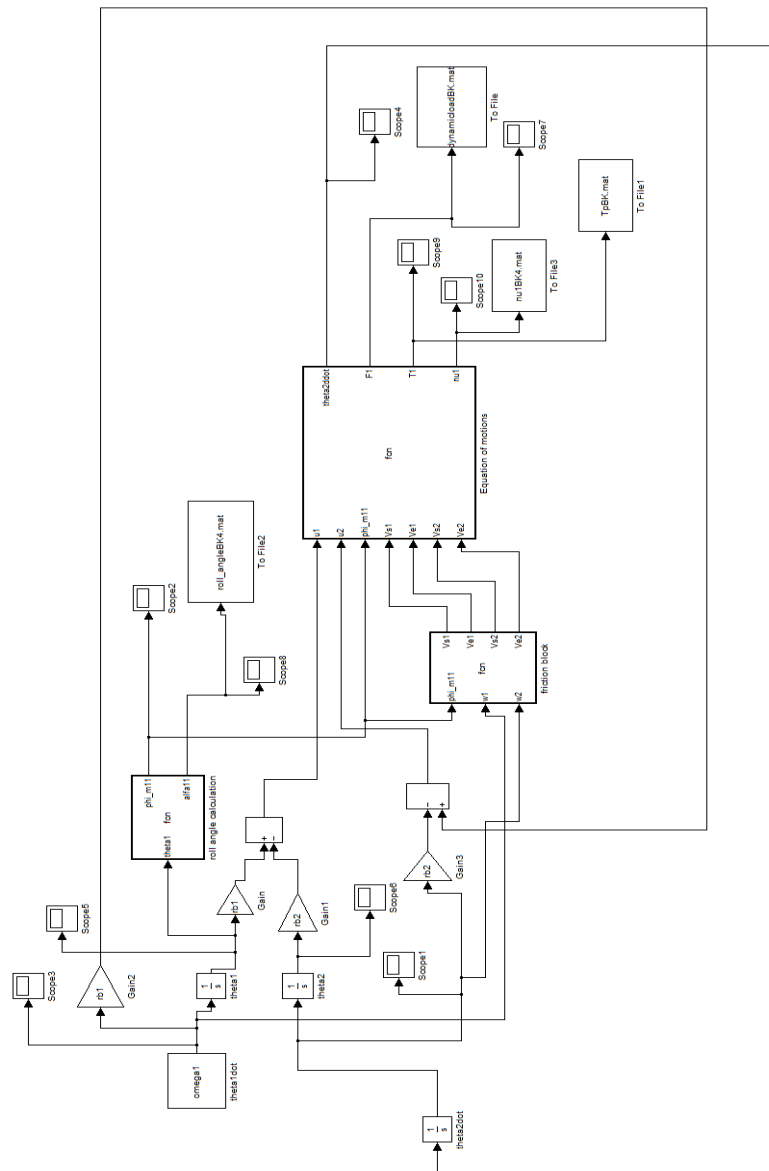 Scope3
Scope5
Scope2
Scope4
omega1
theta1dot
rb1
Gain2
1
s
theta1
theta1
fcn
phi_m11
alfa11
roll angle calculation
roll_angleBK4.mat
To File2
Scope8
rb1
Gain
+
-
rb2
Gain1
1
s
theta2
Scope6
u1
u2
phi_m11
Vs1
Ve1
Vs2
Ve2
fcn
theta2ddot
F1
T1
nu1
Equation of motions
dynamicloadBK.mat
To File
Scope7
Scope9
Scope10
nu1BK4.mat
To File3
TpBK.mat
To File1
Scope1
rb2
Gain3
-
+
phi_m11
w1
w2
fcn
Vs1
Ve1
Vs2
Ve2
friction block
1
s
theta2dot